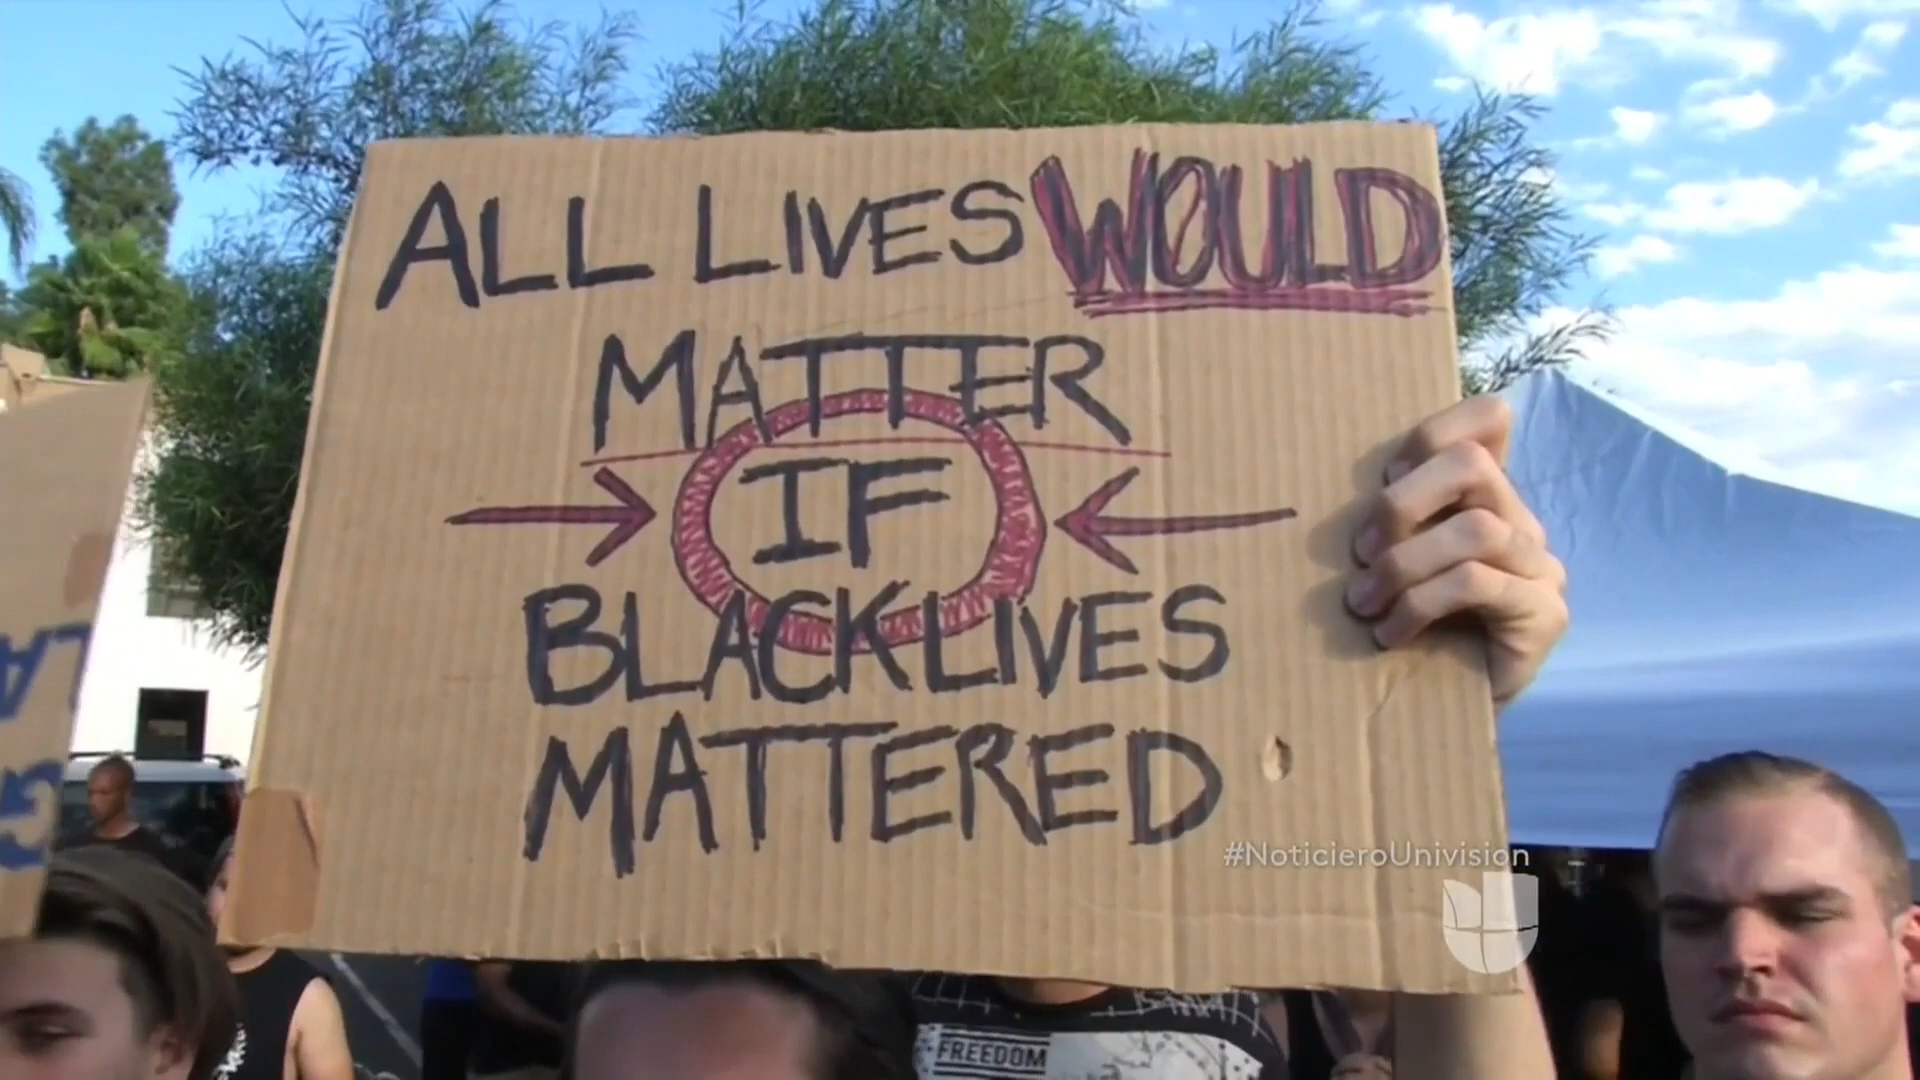 ALL LIVES WOULD
MATTER
IF
BLACK LIVES
MATTERED
#NoticieroUnivision
FREEDOM